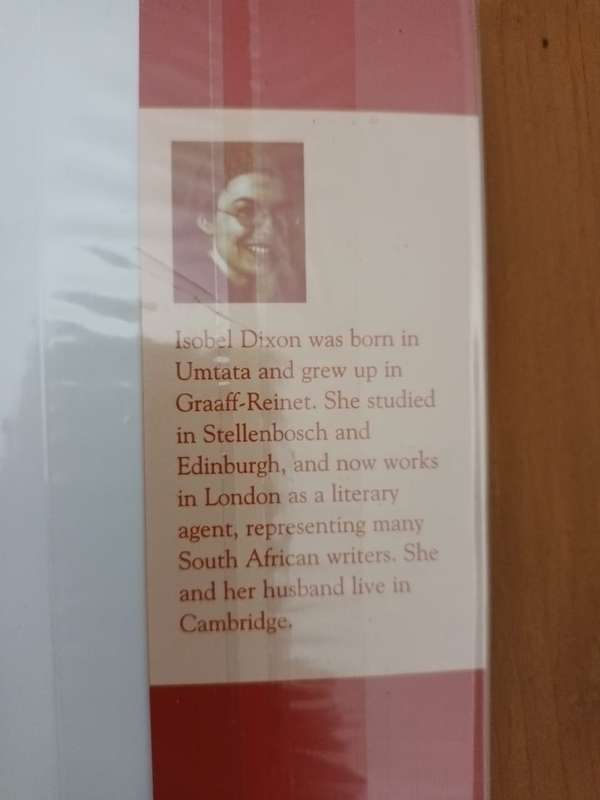 Isobel Dixon was born in
Umtata and grew up in
Graaff-Reinet. She studied
in Stellenbosch and
Edinburgh, and now works
in London as a literary
agent, representing many
South African writers. She
and her husband live in
Cambridge.